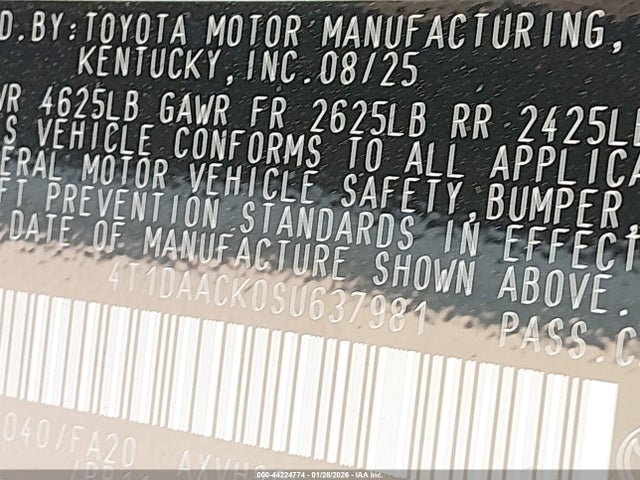 D.BY:TOYOTA MOTOR MANUFACTURING,
KENTUCKY,INC.08/25
WR 4625LB GAWR FR 2625LB RR 2425LB
S VEHICLE CONFORMS TO ALL APPLICA
ERAL MOTOR VEHICLE SAFETY,BUMPER,
FT PREVENTION STANDARDS IN EFFECT
DATE OF MANUFACTURE SHOWN ABOVE.
4T1DAACK0SU637981 PASS.C
040/FA20
000-44224774 - 01/28/2026 - IAA Inc.